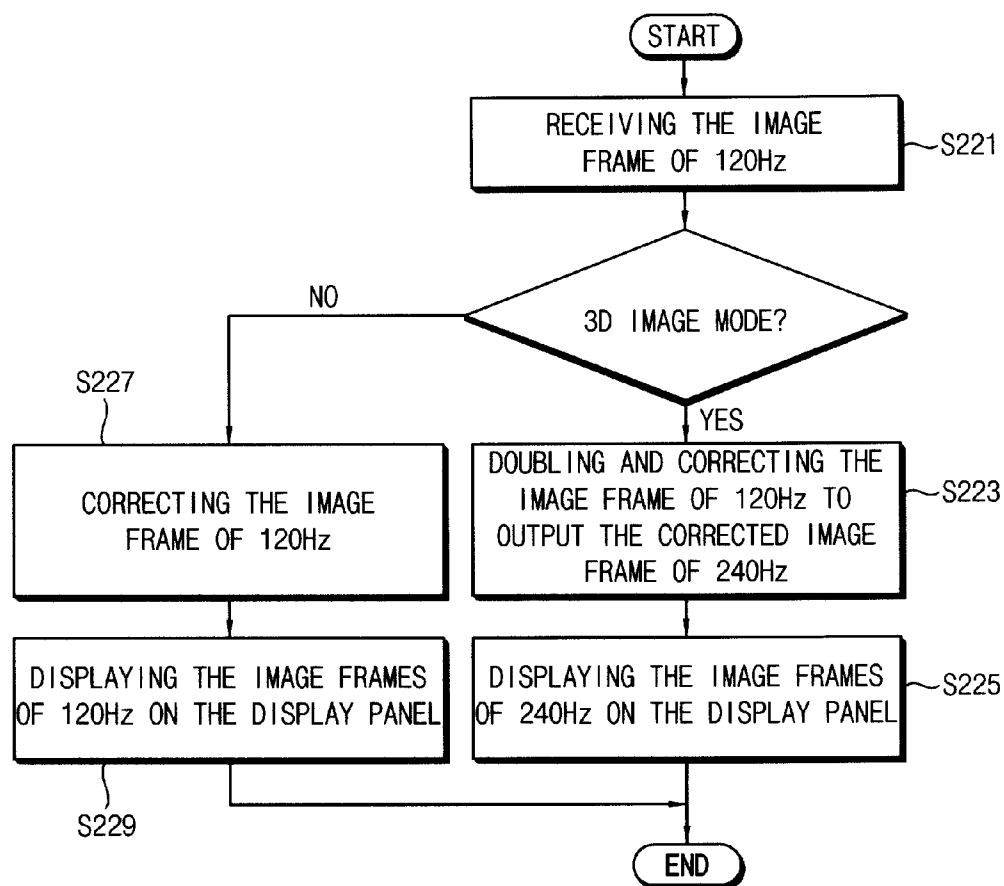 START
RECEIVING THE IMAGE
FRAME OF 120Hz
S221
3D IMAGE MODE?
NO
YES
S227
CORRECTING THE IMAGE
FRAME OF 120Hz
DOUBLING AND CORRECTING THE
IMAGE FRAME OF 120Hz TO
OUTPUT THE CORRECTED IMAGE
FRAME OF 240Hz
S223
DISPLAYING THE IMAGE FRAMES
OF 120Hz ON THE DISPLAY PANEL
S229
DISPLAYING THE IMAGE FRAMES
OF 240Hz ON THE DISPLAY PANEL
S225
END